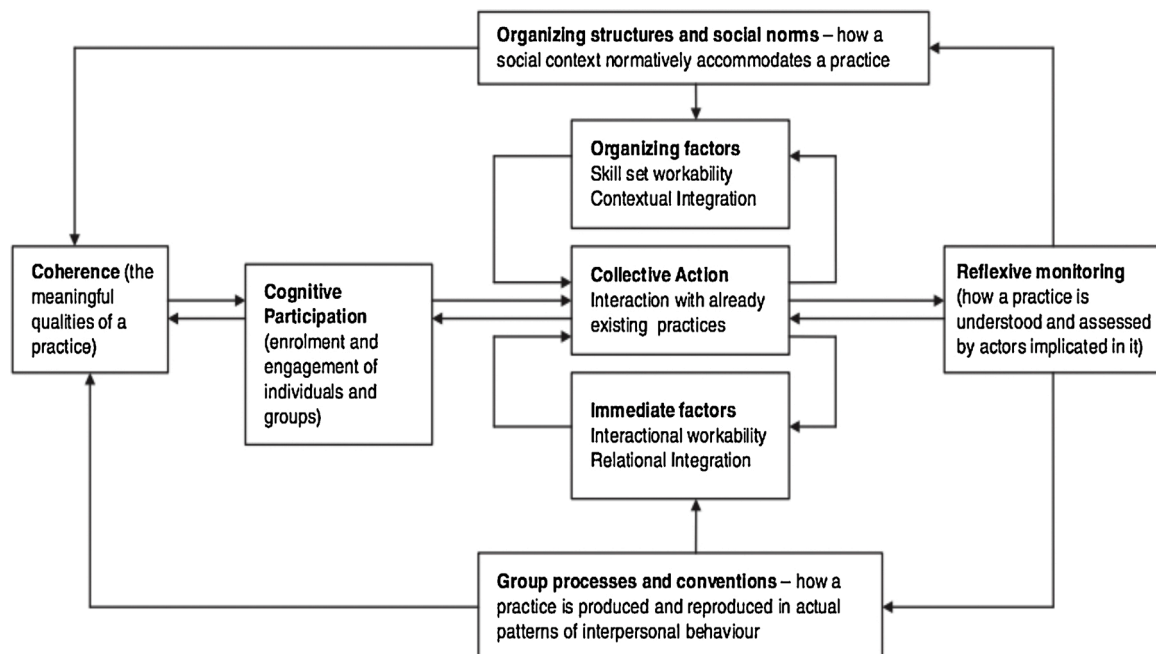 Organizing structures and social norms – how a
social context normatively accommodates a practice
Organizing factors
Skill set workability
Contextual Integration
Coherence (the
meaningful
qualities of a
practice)
Cognitive
Participation
(enrolment and
engagement of
individuals and
groups)
Collective Action
Interaction with already
existing practices
Reflexive monitoring
(how a practice is
understood and assessed
by actors implicated in it)
Immediate factors
Interactional workability
Relational Integration
Group processes and conventions – how a
practice is produced and reproduced in actual
patterns of interpersonal behaviour